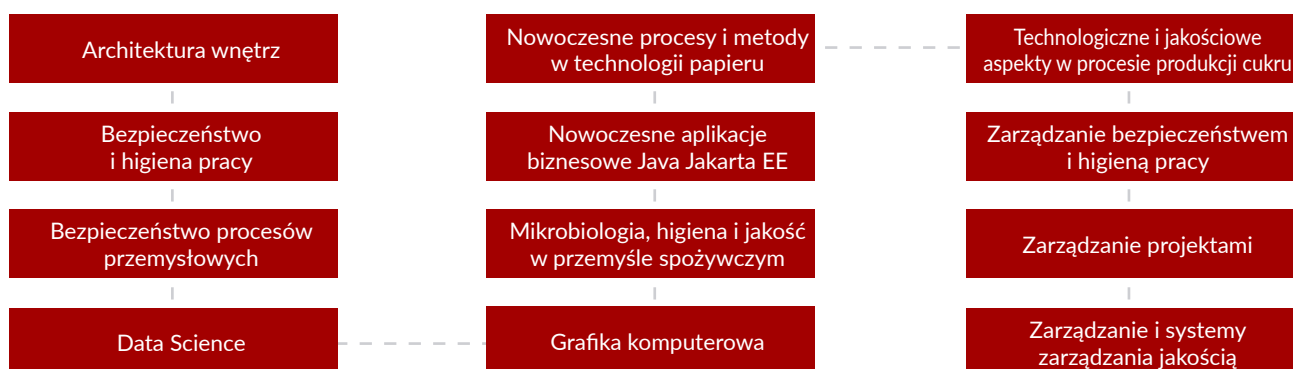 Architektura wnętrz
Bezpieczeństwo
i higiena pracy
Bezpieczeństwo procesów
przemysłowych
Data Science
Nowoczesne procesy i metody
w technologii papieru
Nowoczesne aplikacje
biznesowe Java Jakarta EE
Mikrobiologia, higiena i jakość
w przemyśle spożywczym
Grafika komputerowa
Technologiczne i jakościowe
aspekty w procesie produkcji cukru
Zarządzanie bezpieczeństwem
i higieną pracy
Zarządzanie projektami
Zarządzanie i systemy
zarządzania jakością